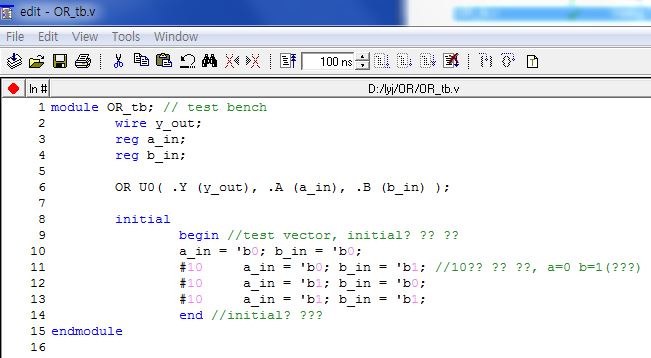 edit - OR_tb.v
File Edit View Tools Window
100 ns
ln # D:/lyj/OR/OR_tb.v
1 module OR_tb; // test bench
2 wire y_out;
3 reg a_in;
4 reg b_in;
5
6 OR U0( .Y (y_out), .A (a_in), .B (b_in) );
7
8 initial
9 begin //test vector, initial? ?? ??
10 a_in = 'b0; b_in = 'b0;
11 #10 a_in = 'b0; b_in = 'b1; //10?? ?? ??, a=0 b=1(???)
12 #10 a_in = 'b1; b_in = 'b0;
13 #10 a_in = 'b1; b_in = 'b1;
14 end //initial? ???
15 endmodule
16